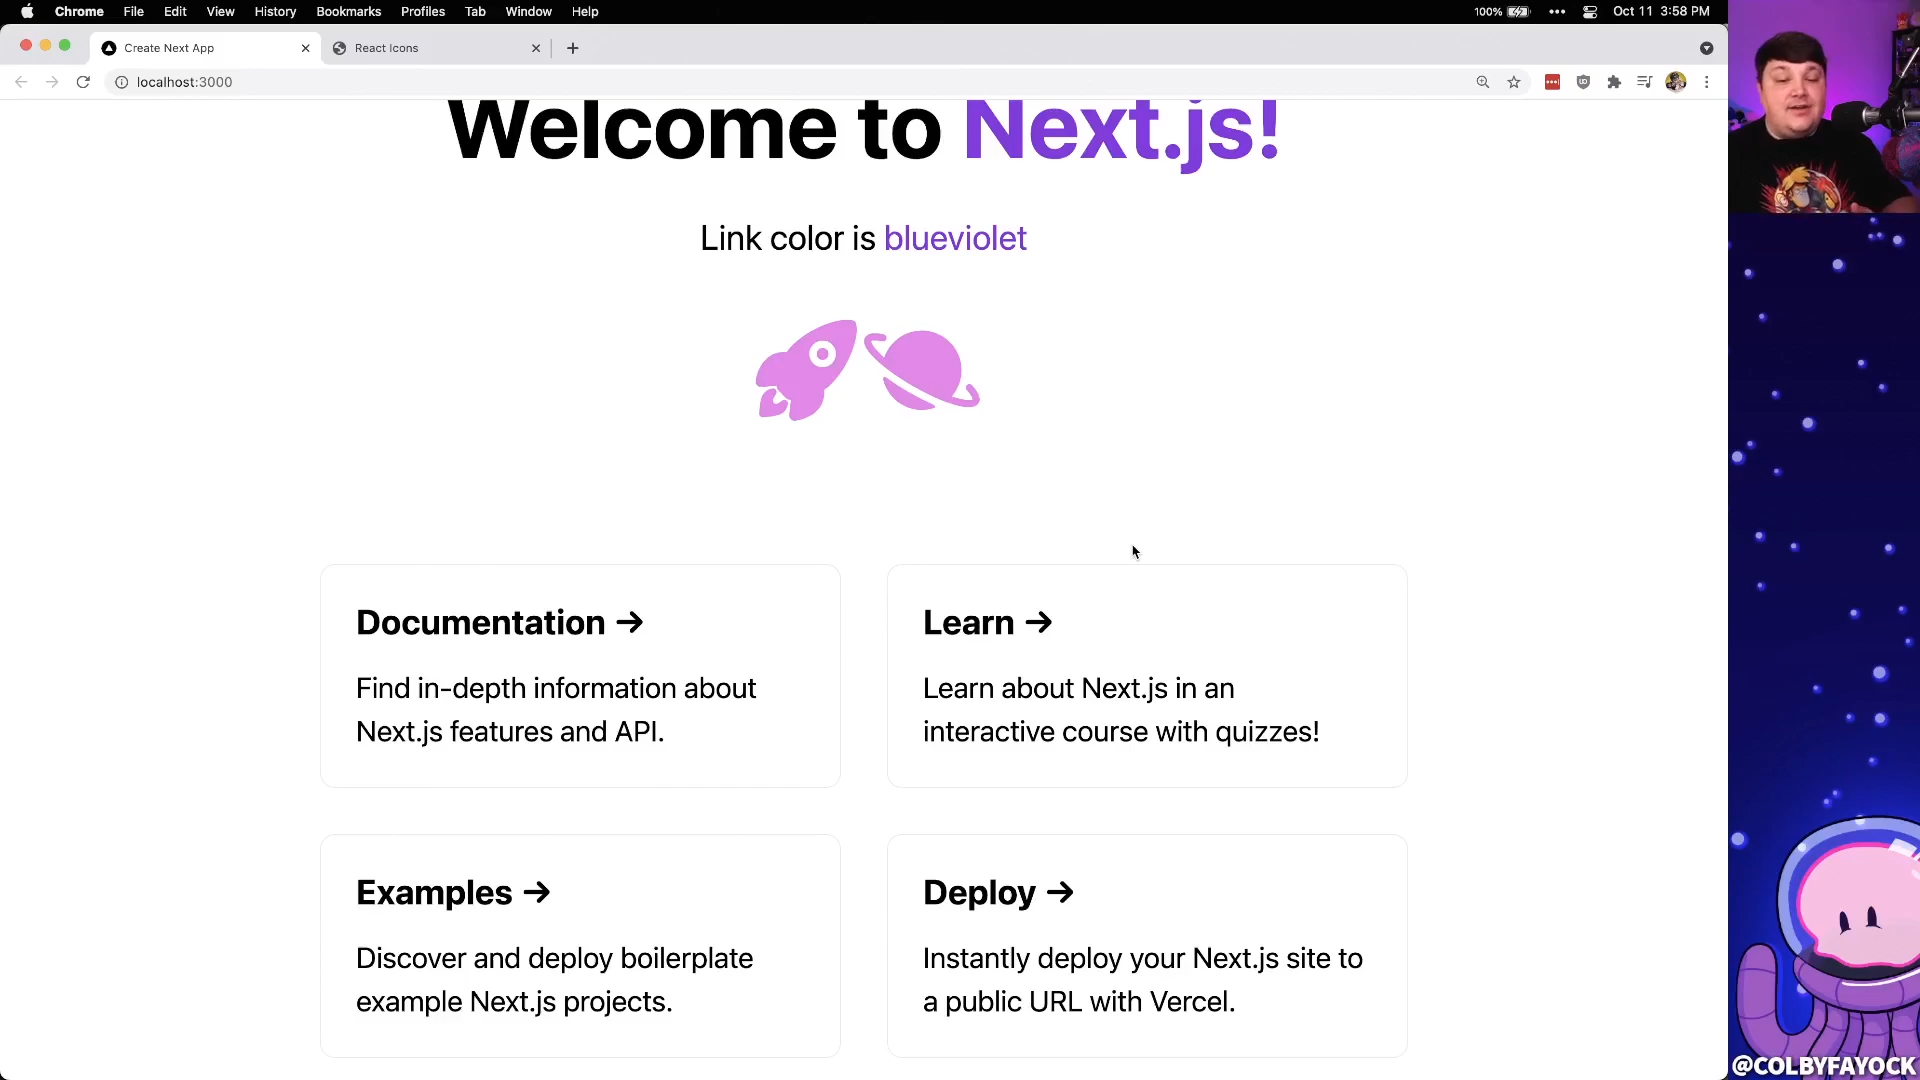 Chrome File Edit View History Bookmarks Profiles Tab Window Help 100% Oct 11 3:58 PM
Create Next App React Icons
localhost:3000
Welcome to Next.js!
Link color is blueviolet
Documentation → Learn →
Find in-depth information about Learn about Next.js in an
Next.js features and API. interactive course with quizzes!
Examples → Deploy →
Discover and deploy boilerplate Instantly deploy your Next.js site to
example Next.js projects. a public URL with Vercel.
@COLBYFAYOCK